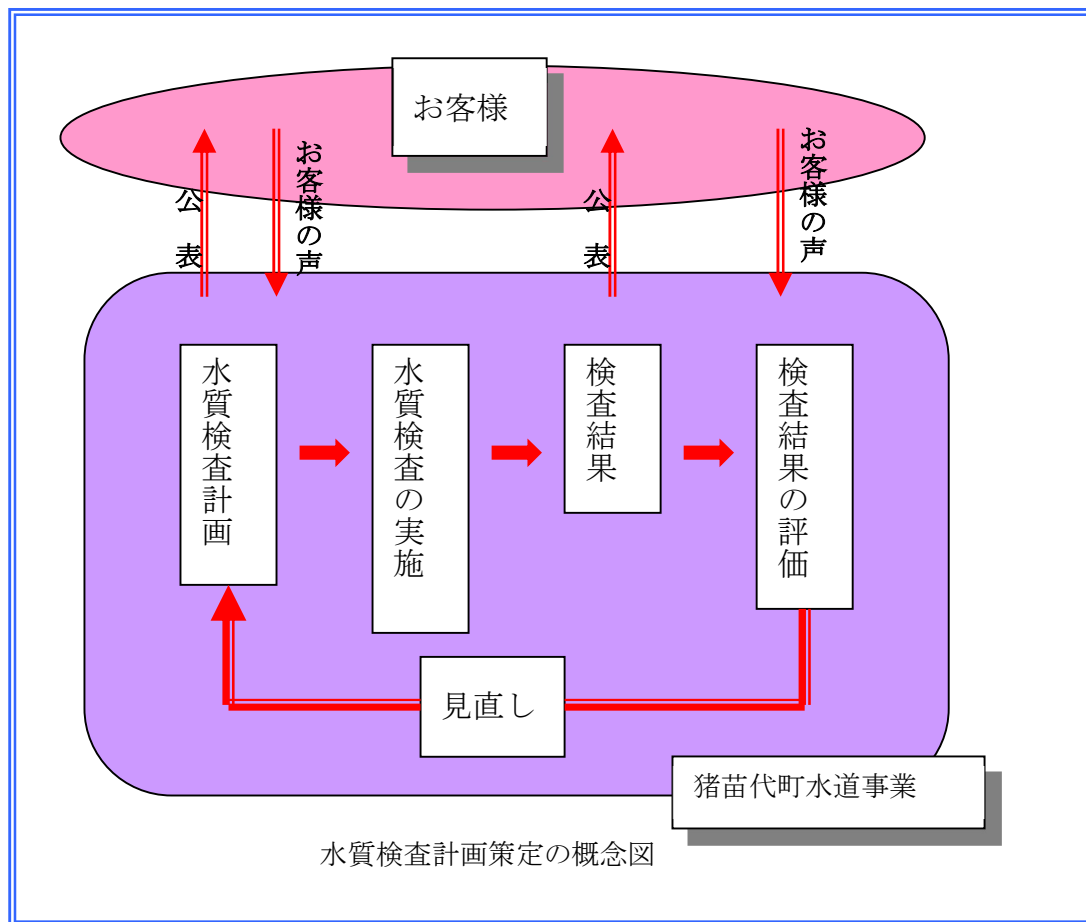 お客様
公表
お客様の声
公表
お客様の声
水質検査計画
水質検査の実施
検査結果
検査結果の評価
見直し
猪苗代町水道事業
水質検査計画策定の概念図